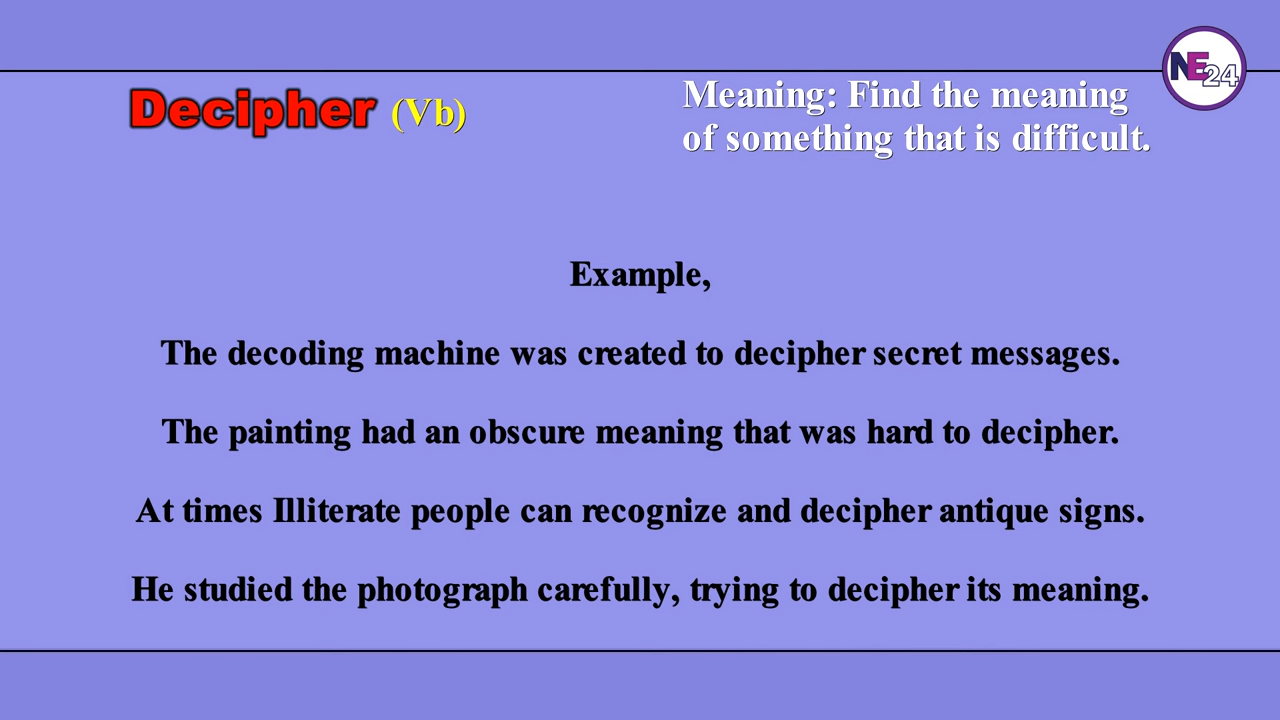 NE24
Decipher (Vb)
Meaning: Find the meaning
of something that is difficult.
Example,
The decoding machine was created to decipher secret messages.
The painting had an obscure meaning that was hard to decipher.
At times Illiterate people can recognize and decipher antique signs.
He studied the photograph carefully, trying to decipher its meaning.